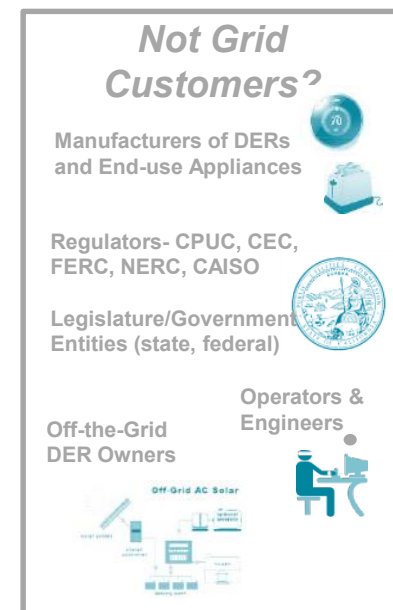 Not Grid
Customers?
Manufacturers of DERs
and End-use Appliances
70
Regulators- CPUC, CEC,
FERC, NERC, CAISO
Legislature/Government
Entities (state, federal)
Operators &
Engineers
Off-the-Grid
DER Owners
Off-Grid AC Solar